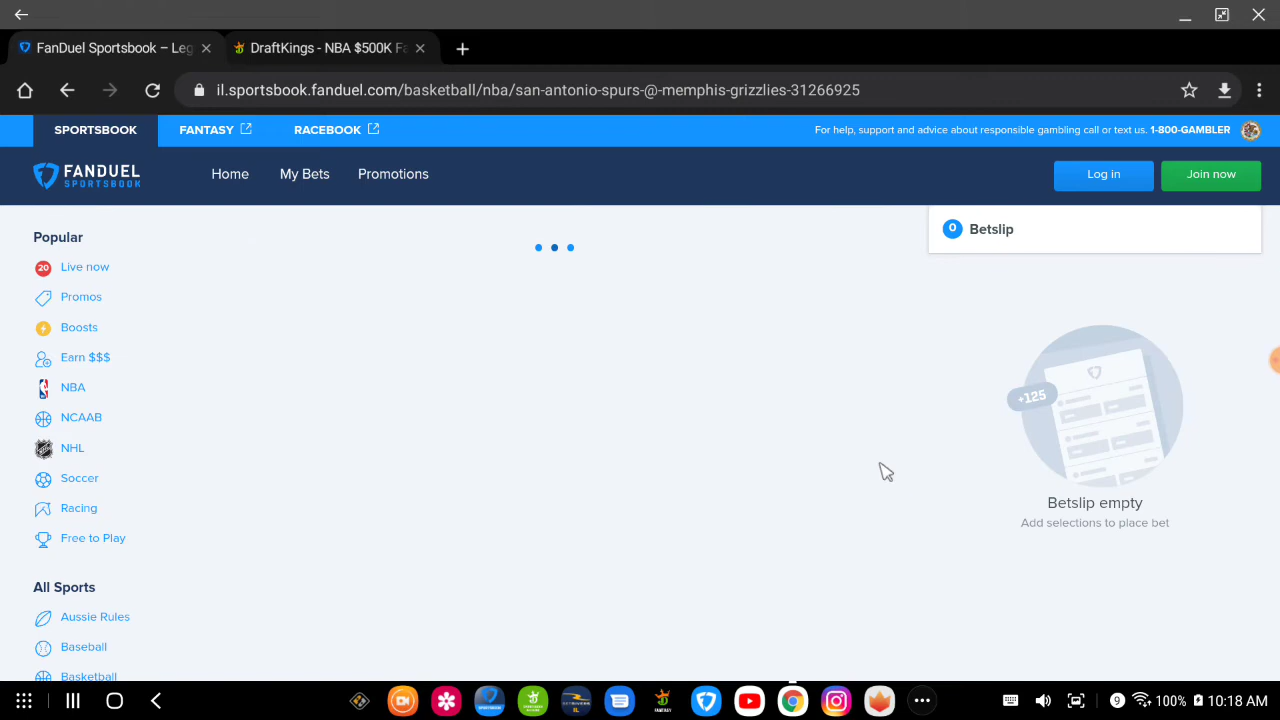 FanDuel Sportsbook – Leg
DraftKings - NBA $500K Fa
il.sportsbook.fanduel.com/basketball/nba/san-antonio-spurs-@-memphis-grizzlies-31266925
SPORTSBOOK FANTASY RACEBOOK For help, support and advice about responsible gambling call or text us. 1-800-GAMBLER
FANDUEL
SPORTSBOOK
Home My Bets Promotions Log in Join now
Popular
0 Betslip
20 Live now
Promos
Boosts
Earn $$$
NBA
NCAAB
NHL
Soccer
Racing
Free to Play
+125
Betslip empty
Add selections to place bet
All Sports
Aussie Rules
Baseball
Basketball
9 100% 10:18 AM